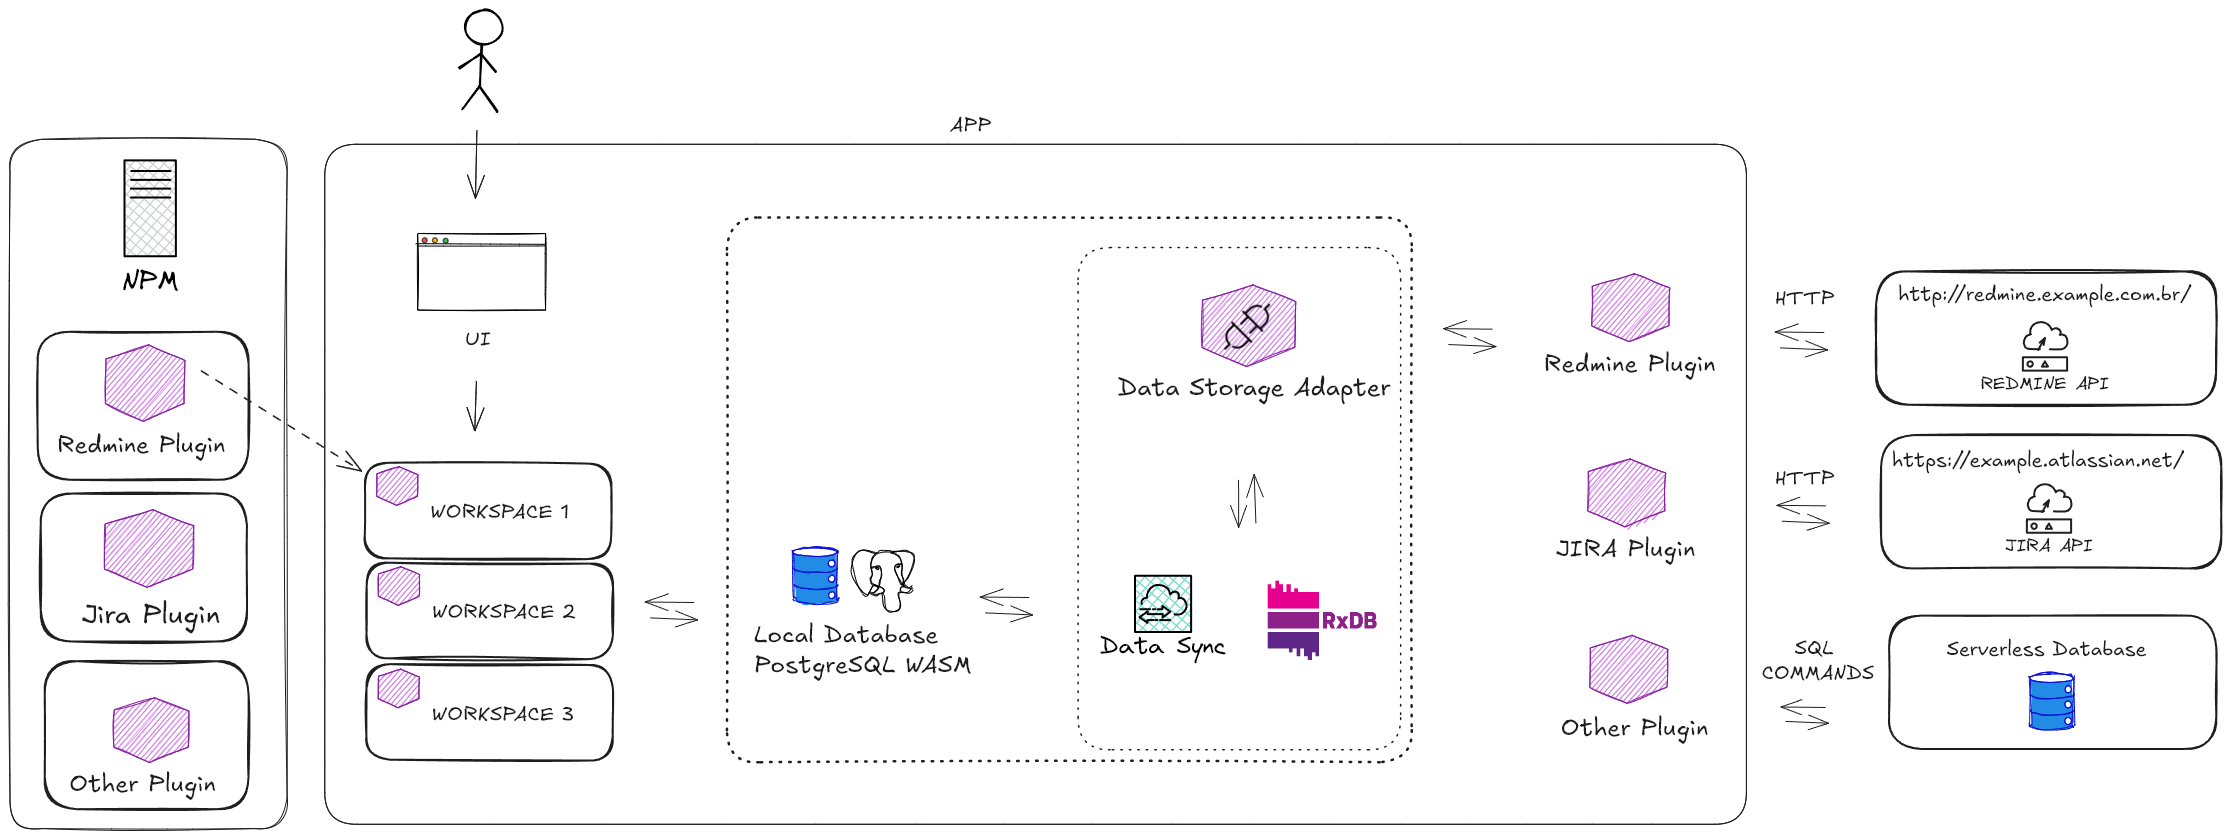 APP
NPM
Redmine Plugin
Jira Plugin
Other Plugin
UI
WORKSPACE 1
WORKSPACE 2
WORKSPACE 3
Local Database
PostgreSQL WASM
Data Storage Adapter
Data Sync
RxDB
Redmine Plugin
JIRA Plugin
Other Plugin
HTTP
HTTP
SQL
COMMANDS
http://redmine.example.com.br/
REDMINE API
https://example.atlassian.net/
JIRA API
Serverless Database